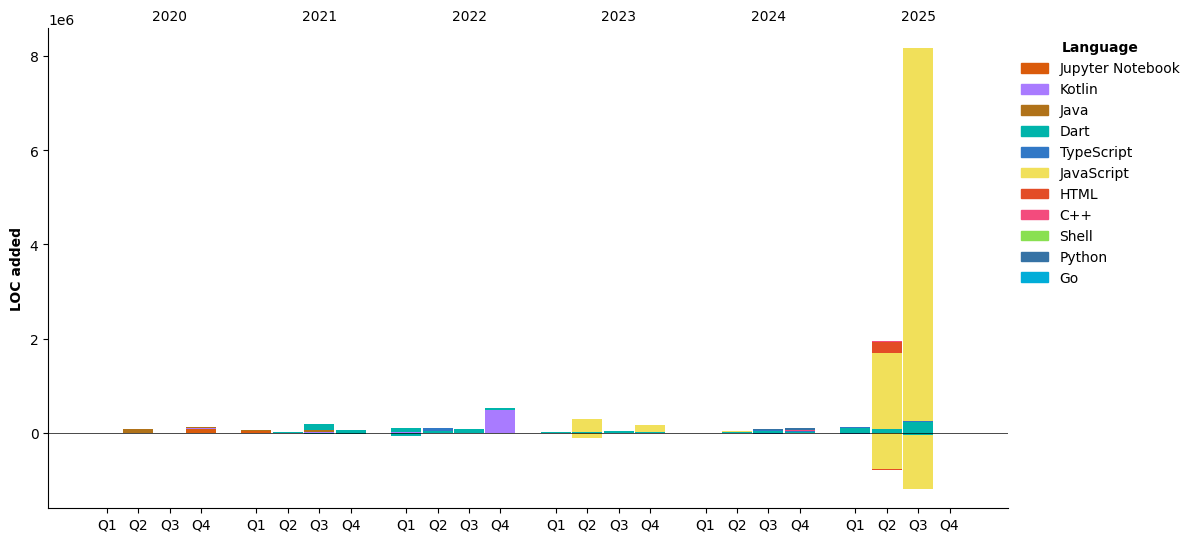 1e6
2020 2021 2022 2023 2024 2025
8
6
4
2
0
LOC added
Q1 Q2 Q3 Q4 Q1 Q2 Q3 Q4 Q1 Q2 Q3 Q4 Q1 Q2 Q3 Q4 Q1 Q2 Q3 Q4 Q1 Q2 Q3 Q4
Language
Jupyter Notebook
Kotlin
Java
Dart
TypeScript
JavaScript
HTML
C++
Shell
Python
Go